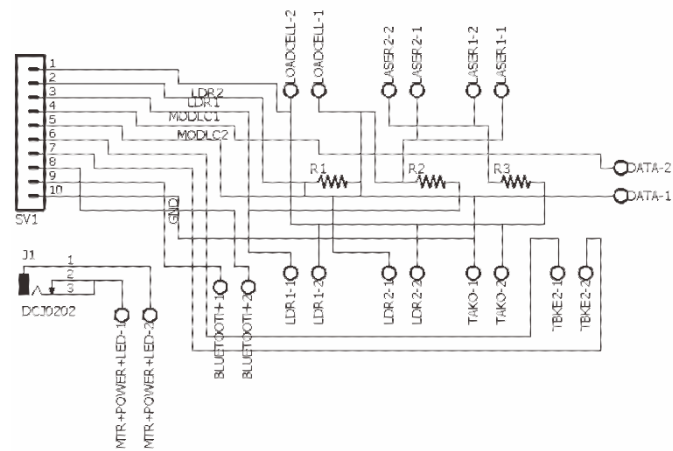 LOADCELL-2
LOADCELL-1
LASER2-2
LASER2-1
LASER1-2
LASER1-1
1
2
3
4
5
6
7
8
9
10
LDR2
LDR1
MODLC1
MODLC2
GND
SV1
R1
R2
R3
DATA-2
DATA-1
J1
1
2
3
DCJ0202
MTR+POWER+LED-1
MTR+POWER+LED-2
BLUETOOTH+1
BLUETOOTH+2
LDR1-1
LDR1-2
LDR2-1
LDR2-2
TAKO-1
TAKO-2
TBKE2-1
TBKE2-2